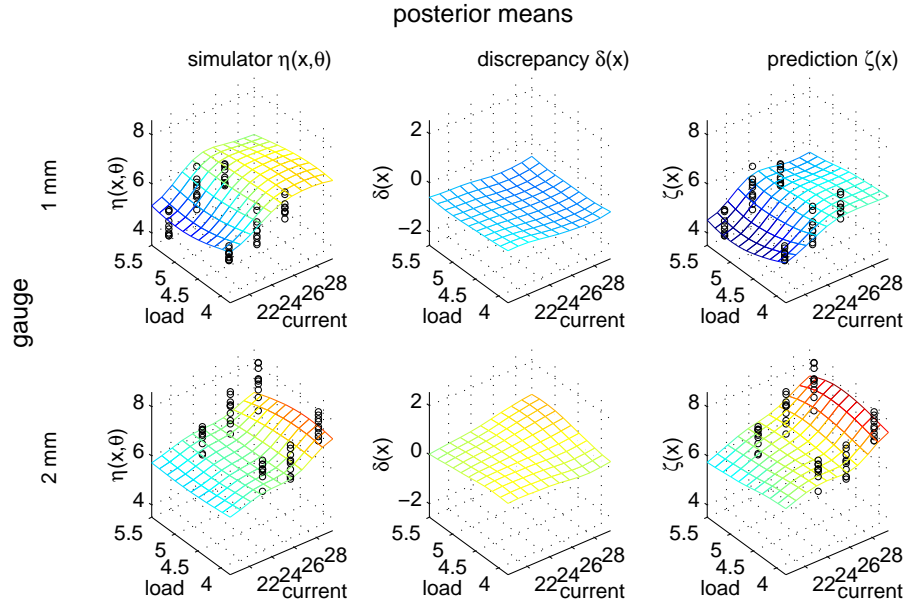 posterior means
simulator η(x,θ)
discrepancy δ(x)
prediction ζ(x)
gauge
1 mm
η(x,θ)
8
6
4
5.5
5
4.5
4
load
22 24 26 28
current
δ(x)
2
0
−2
5.5
5
4.5
4
load
22 24 26 28
current
ζ(x)
8
6
4
5.5
5
4.5
4
load
22 24 26 28
current
2 mm
η(x,θ)
8
6
4
5.5
5
4.5
4
load
22 24 26 28
current
δ(x)
2
0
−2
5.5
5
4.5
4
load
22 24 26 28
current
ζ(x)
8
6
4
5.5
5
4.5
4
load
22 24 26 28
current